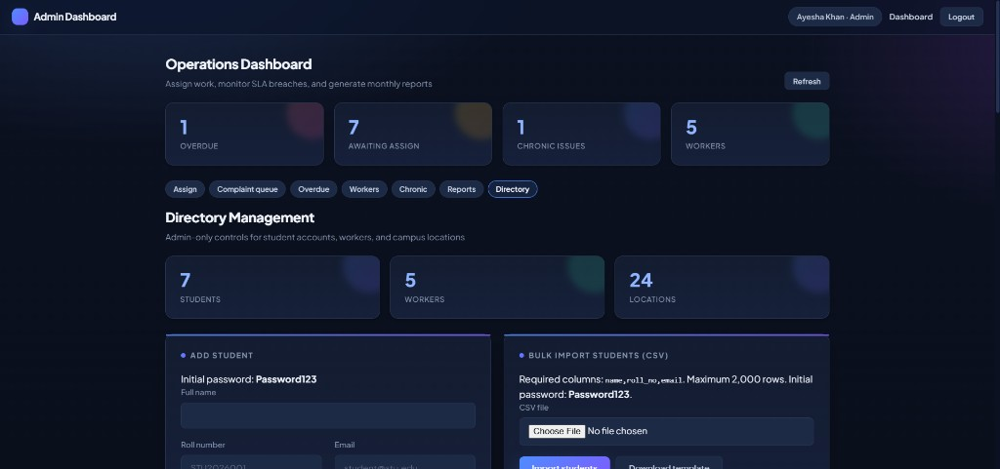 Admin Dashboard
Ayesha Khan · Admin
Dashboard
Logout
Operations Dashboard
Assign work, monitor SLA breaches, and generate monthly reports
Refresh
1
OVERDUE
7
AWAITING ASSIGN
1
CHRONIC ISSUES
5
WORKERS
Assign
Complaint queue
Overdue
Workers
Chronic
Reports
Directory
Directory Management
Admin-only controls for student accounts, workers, and campus locations
7
STUDENTS
5
WORKERS
24
LOCATIONS
ADD STUDENT
Initial password: Password123
Full name
Roll number
Email
STU2026001
student@stu.edu
BULK IMPORT STUDENTS (CSV)
Required columns: name,roll_no,email. Maximum 2,000 rows. Initial
password: Password123.
CSV file
Choose File No file chosen
Import students
Download template